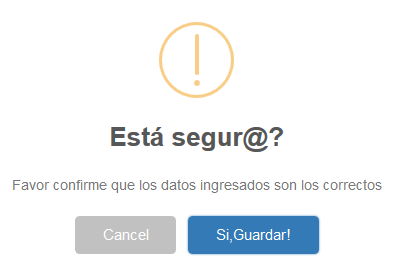 Está segur@?
Favor confirme que los datos ingresados son los correctos
Cancel Si,Guardar!